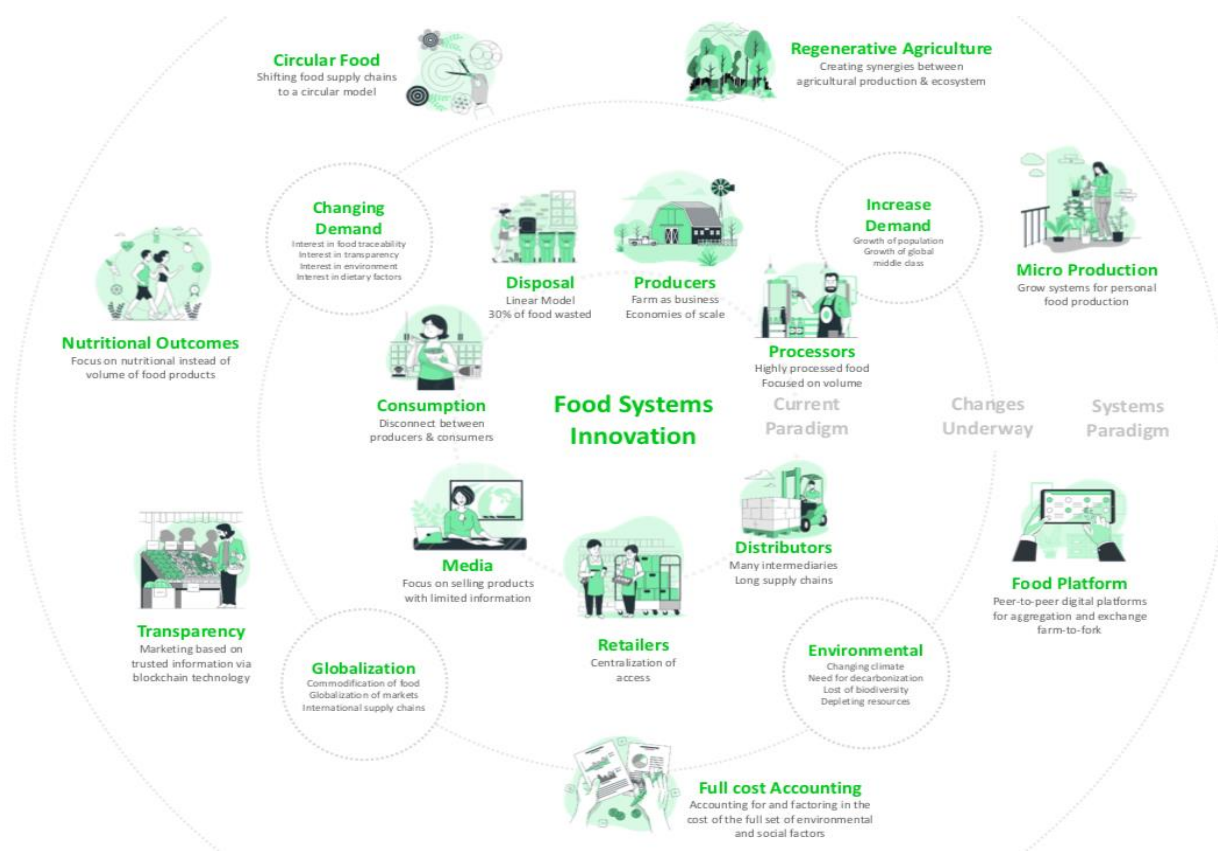 Circular Food
Shifting food supply chains
to a circular model
Regenerative Agriculture
Creating synergies between
agricultural production & ecosystem
Changing
Demand
Interest in food traceability
Interest in transparency
Interest in environment
Interest in dietary factors
Increase
Demand
Growth of population
Growth of global
middle class
Micro Production
Grow systems for personal
food production
Disposal
Linear Model
30% of food wasted
Producers
Farm as business
Economies of scale
Nutritional Outcomes
Focus on nutritional instead of
volume of food products
Processors
Highly processed food
Focused on volume
Consumption
Disconnect between
producers & consumers
Food Systems
Innovation
Current
Paradigm
Changes
Underway
Systems
Paradigm
Media
Focus on selling products
with limited information
Distributors
Many intermediaries
Long supply chains
Food Platform
Peer-to-peer digital platforms
for aggregation and exchange
farm-to-fork
Transparency
Marketing based on
trusted information via
blockchain technology
Retailers
Centralization of
access
Globalization
Commodification of food
Globalization of markets
International supply chains
Environmental
Changing climate
Need for decarbonization
Lost of biodiversity
Depleting resources
Full cost Accounting
Accounting for and factoring in the
cost of the full set of environmental
and social factors